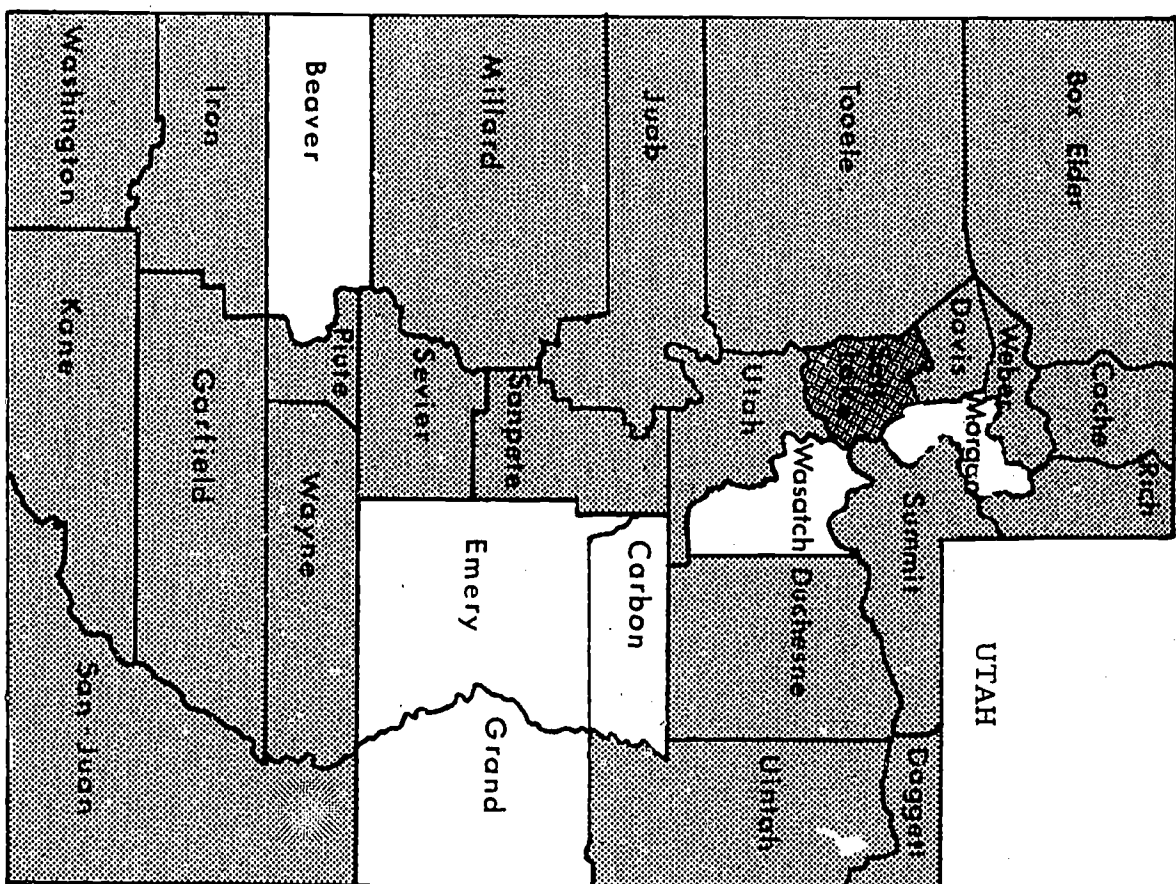 Box Elder
Cache
Rich
Weber
UTAH
Morgan
Davis
Summit
Daggett
Tooele
Wasatch
Duchesne
Uintah
Utah
Juab
Carbon
Sanpete
Millard
Emery
Grand
Sevier
Piute
Beaver
Wayne
Iron
Garfield
Washington
Kane
San Juan